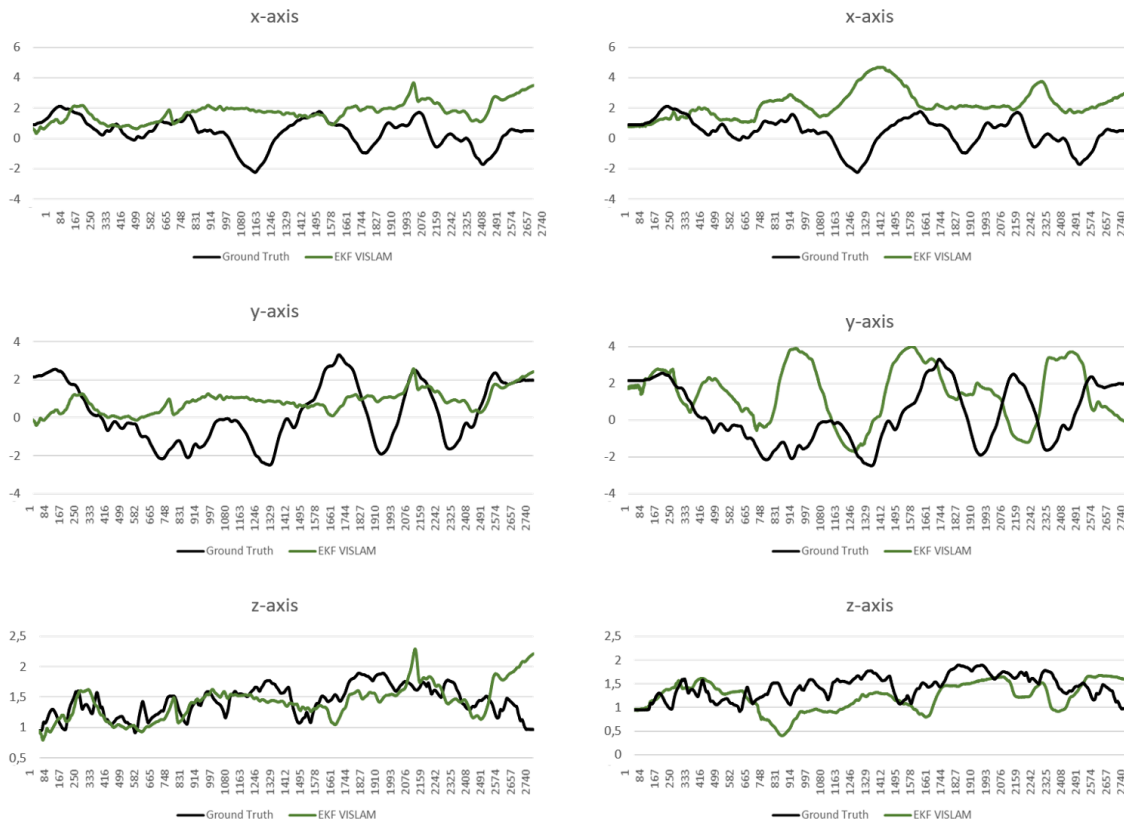 x-axis
6
4
2
0
-2
-4
1 84 167 250 333 416 499 582 665 748 831 914 997 1080 1163 1246 1329 1412 1495 1578 1661 1744 1827 1910 1993 2076 2159 2242 2325 2408 2491 2574 2657 2740
Ground Truth EKF VISLAM
x-axis
6
4
2
0
-2
-4
1 84 167 250 333 416 499 582 665 748 831 914 997 1080 1163 1246 1329 1412 1495 1578 1661 1744 1827 1910 1993 2076 2159 2242 2325 2408 2491 2574 2657 2740
Ground Truth EKF VISLAM
y-axis
4
2
0
-2
-4
1 84 167 250 333 416 499 582 665 748 831 914 997 1080 1163 1246 1329 1412 1495 1578 1661 1744 1827 1910 1993 2076 2159 2242 2325 2408 2491 2574 2657 2740
Ground Truth EKF VISLAM
y-axis
4
2
0
-2
-4
1 84 167 250 333 416 499 582 665 748 831 914 997 1080 1163 1246 1329 1412 1495 1578 1661 1744 1827 1910 1993 2076 2159 2242 2325 2408 2491 2574 2657 2740
Ground Truth EKF VISLAM
z-axis
2,5
2
1,5
1
0,5
1 84 167 250 333 416 499 582 665 748 831 914 997 1080 1163 1246 1329 1412 1495 1578 1661 1744 1827 1910 1993 2076 2159 2242 2325 2408 2491 2574 2657 2740
Ground Truth EKF VISLAM
z-axis
2,5
2
1,5
1
0,5
0
1 84 167 250 333 416 499 582 665 748 831 914 997 1080 1163 1246 1329 1412 1495 1578 1661 1744 1827 1910 1993 2076 2159 2242 2325 2408 2491 2574 2657 2740
Ground Truth EKF VISLAM